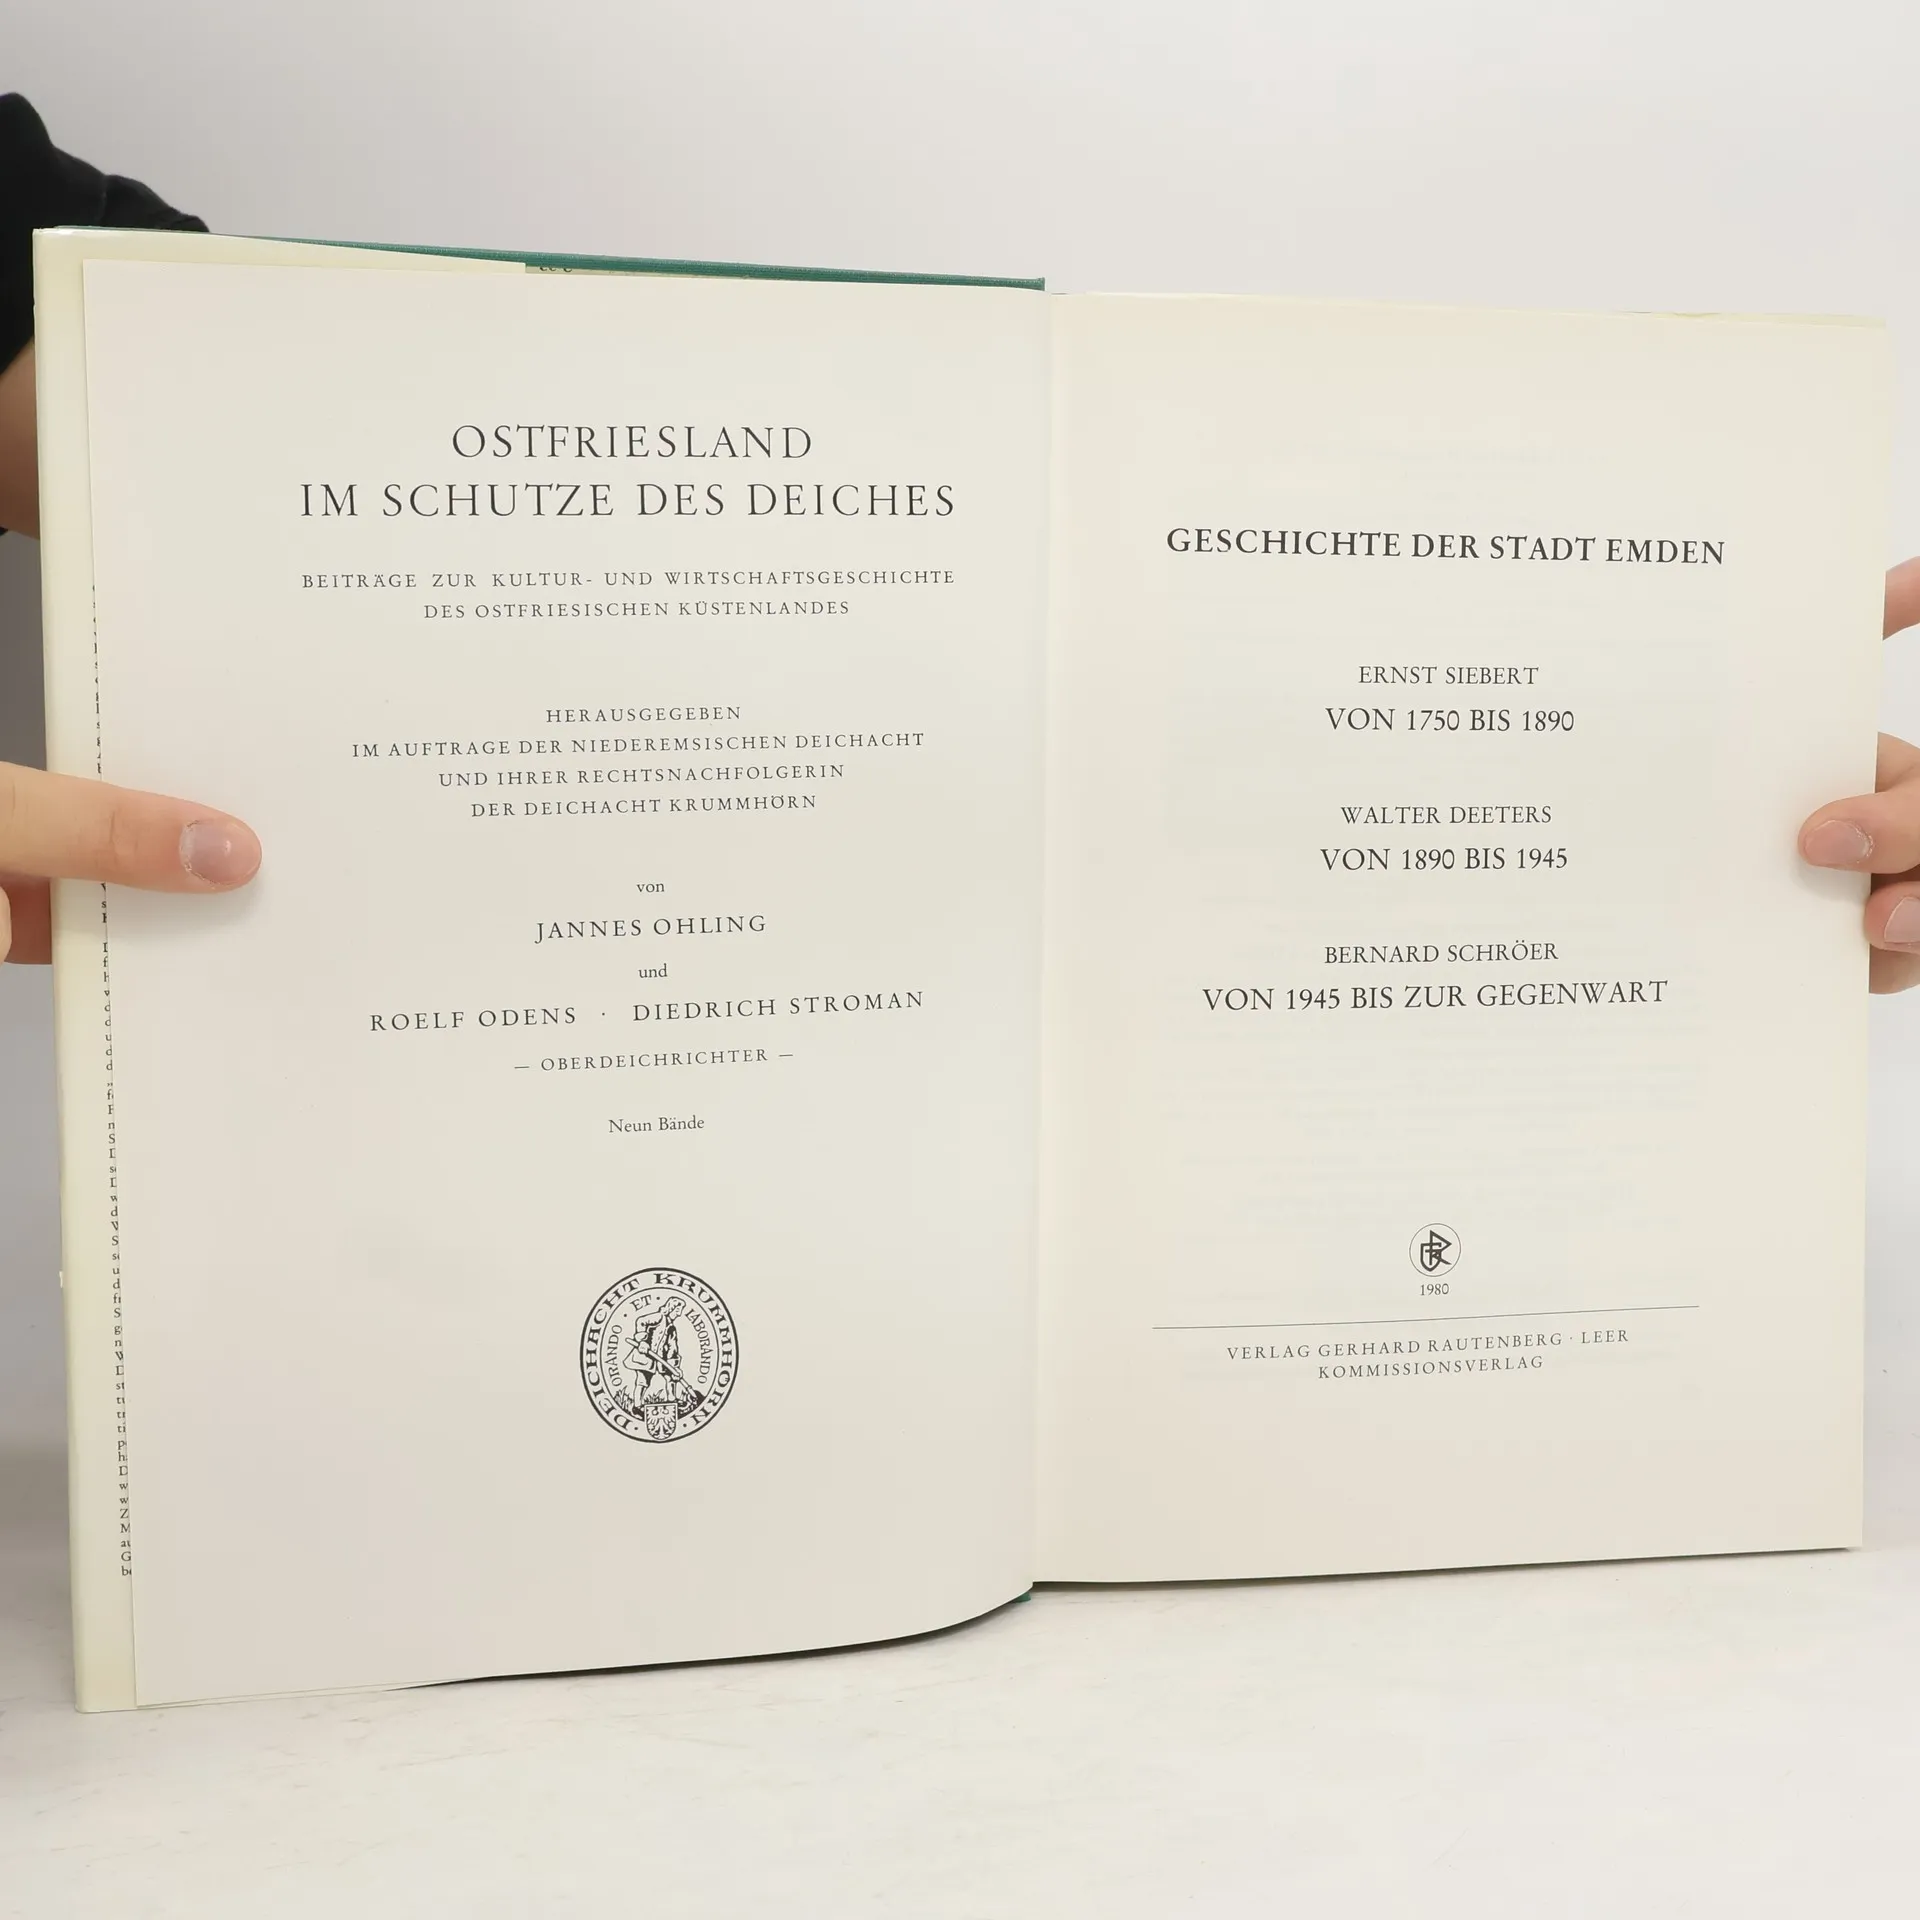 OSTFRIESLAND
IM SCHUTZE DES DEICHES
BEITRÄGE ZUR KULTUR- UND WIRTSCHAFTSGESCHICHTE
DES OSTFRIESISCHEN KÜSTENLANDES
HERAUSGEGEBEN
IM AUFTRAGE DER NIEDEREMSISCHEN DEICHACHT
UND IHRER RECHTSNACHFOLGERIN
DER DEICHACHT KRUMMHÖRN
von
JANNES OHLING
und
ROELF ODENS · DIEDRICH STROMAN
— OBERDEICHRICHTER —
Neun Bände
· DEICHACHT KRUMMHÖRN ·
ORANDO · ET · LABORANDO
GESCHICHTE DER STADT EMDEN
ERNST SIEBERT
VON 1750 BIS 1890
WALTER DEETERS
VON 1890 BIS 1945
BERNARD SCHRÖER
VON 1945 BIS ZUR GEGENWART
1980
VERLAG GERHARD RAUTENBERG · LEER
KOMMISSIONSVERLAG